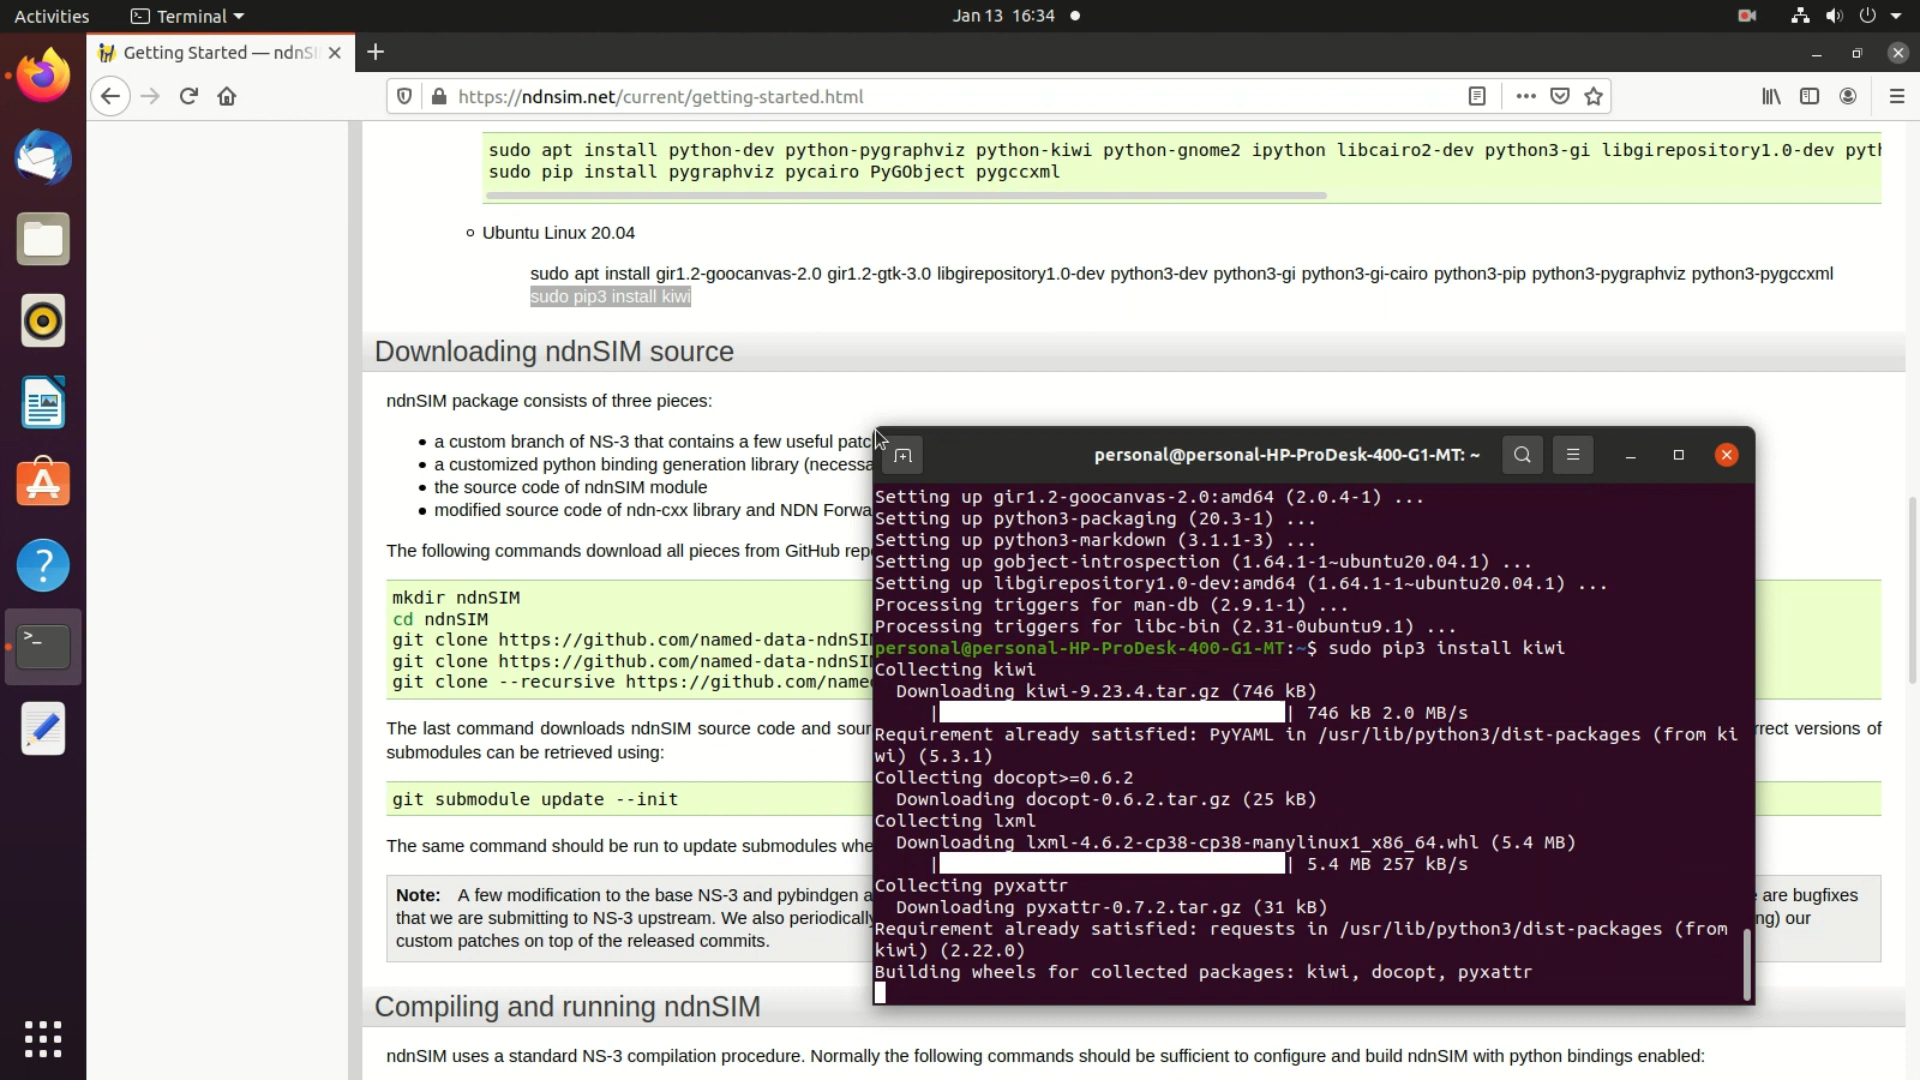 Activities
Terminal
Jan 13 16:34
Getting Started — ndnSI
https://ndnsim.net/current/getting-started.html
sudo apt install python-dev python-pygraphviz python-kiwi python-gnome2 ipython libcairo2-dev python3-gi libgirepository1.0-dev pyth
sudo pip install pygraphviz pycairo PyGObject pygccxml
Ubuntu Linux 20.04
sudo apt install gir1.2-goocanvas-2.0 gir1.2-gtk-3.0 libgirepository1.0-dev python3-dev python3-gi python3-gi-cairo python3-pip python3-pygraphviz python3-pygccxml
sudo pip3 install kiwi
Downloading ndnSIM source
ndnSIM package consists of three pieces:
a custom branch of NS-3 that contains a few useful patc
a customized python binding generation library (necessa
the source code of ndnSIM module
modified source code of ndn-cxx library and NDN Forwa
The following commands download all pieces from GitHub rep
mkdir ndnSIM
cd ndnSIM
git clone https://github.com/named-data-ndnSI
git clone https://github.com/named-data-ndnSI
git clone --recursive https://github.com/name
The last command downloads ndnSIM source code and sour
rrect versions of
submodules can be retrieved using:
git submodule update --init
The same command should be run to update submodules whe
Note: A few modification to the base NS-3 and pybindgen a
are bugfixes
that we are submitting to NS-3 upstream. We also periodically
ng) our
custom patches on top of the released commits.
Compiling and running ndnSIM
ndnSIM uses a standard NS-3 compilation procedure. Normally the following commands should be sufficient to configure and build ndnSIM with python bindings enabled:
personal@personal-HP-ProDesk-400-G1-MT: ~
Setting up gir1.2-goocanvas-2.0:amd64 (2.0.4-1) ...
Setting up python3-packaging (20.3-1) ...
Setting up python3-markdown (3.1.1-3) ...
Setting up gobject-introspection (1.64.1-1~ubuntu20.04.1) ...
Setting up libgirepository1.0-dev:amd64 (1.64.1-1~ubuntu20.04.1) ...
Processing triggers for man-db (2.9.1-1) ...
Processing triggers for libc-bin (2.31-0ubuntu9.1) ...
personal@personal-HP-ProDesk-400-G1-MT:~$ sudo pip3 install kiwi
Collecting kiwi
Downloading kiwi-9.23.4.tar.gz (746 kB)
| | 746 kB 2.0 MB/s
Requirement already satisfied: PyYAML in /usr/lib/python3/dist-packages (from ki
wi) (5.3.1)
Collecting docopt>=0.6.2
Downloading docopt-0.6.2.tar.gz (25 kB)
Collecting lxml
Downloading lxml-4.6.2-cp38-cp38-manylinux1_x86_64.whl (5.4 MB)
| | 5.4 MB 257 kB/s
Collecting pyxattr
Downloading pyxattr-0.7.2.tar.gz (31 kB)
Requirement already satisfied: requests in /usr/lib/python3/dist-packages (from
kiwi) (2.22.0)
Building wheels for collected packages: kiwi, docopt, pyxattr